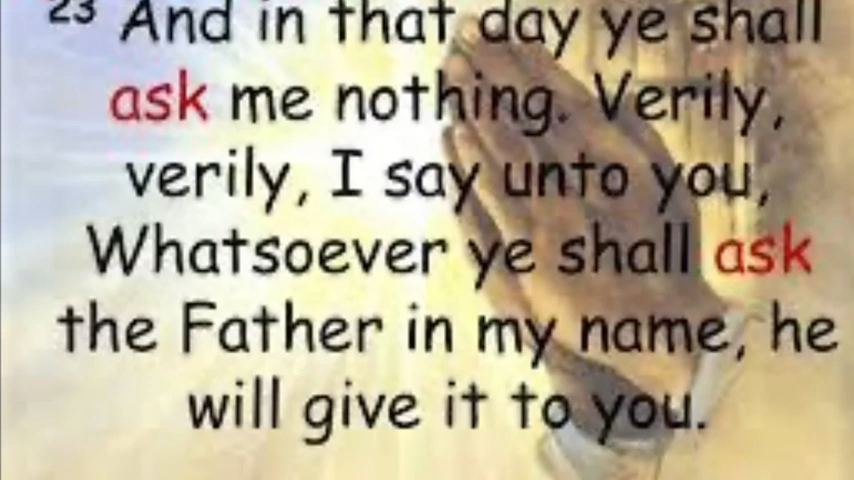 23 And in that day ye shall
ask me nothing. Verily,
verily, I say unto you,
Whatsoever ye shall ask
the Father in my name, he
will give it to you.